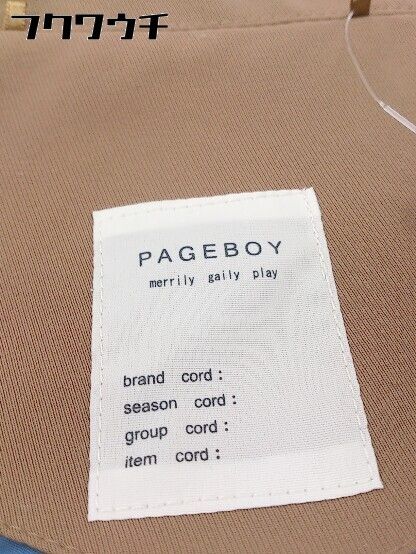 フクワウチ
PAGEBOY
merrily gaily play
brand cord:
season cord:
group cord:
item cord: